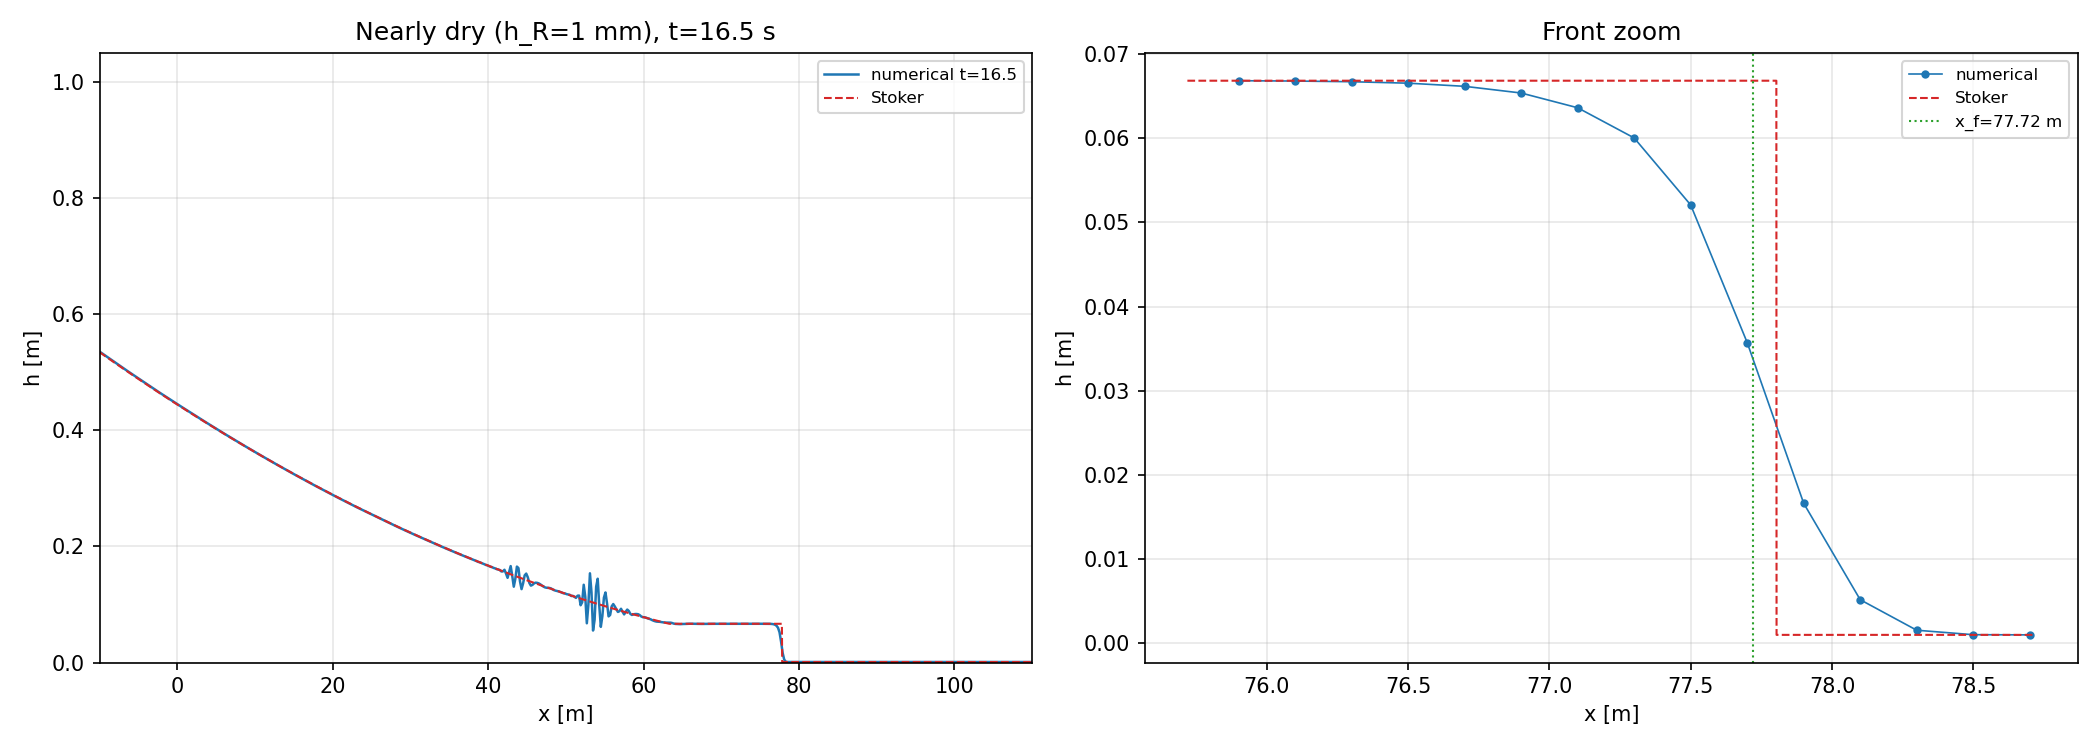 Nearly dry (h_R=1 mm), t=16.5 s
numerical t=16.5
Stoker
h [m]
1.0
0.8
0.6
0.4
0.2
0.0
0 20 40 60 80 100
x [m]
Front zoom
numerical
Stoker
x_f=77.72 m
h [m]
0.07
0.06
0.05
0.04
0.03
0.02
0.01
0.00
76.0 76.5 77.0 77.5 78.0 78.5
x [m]